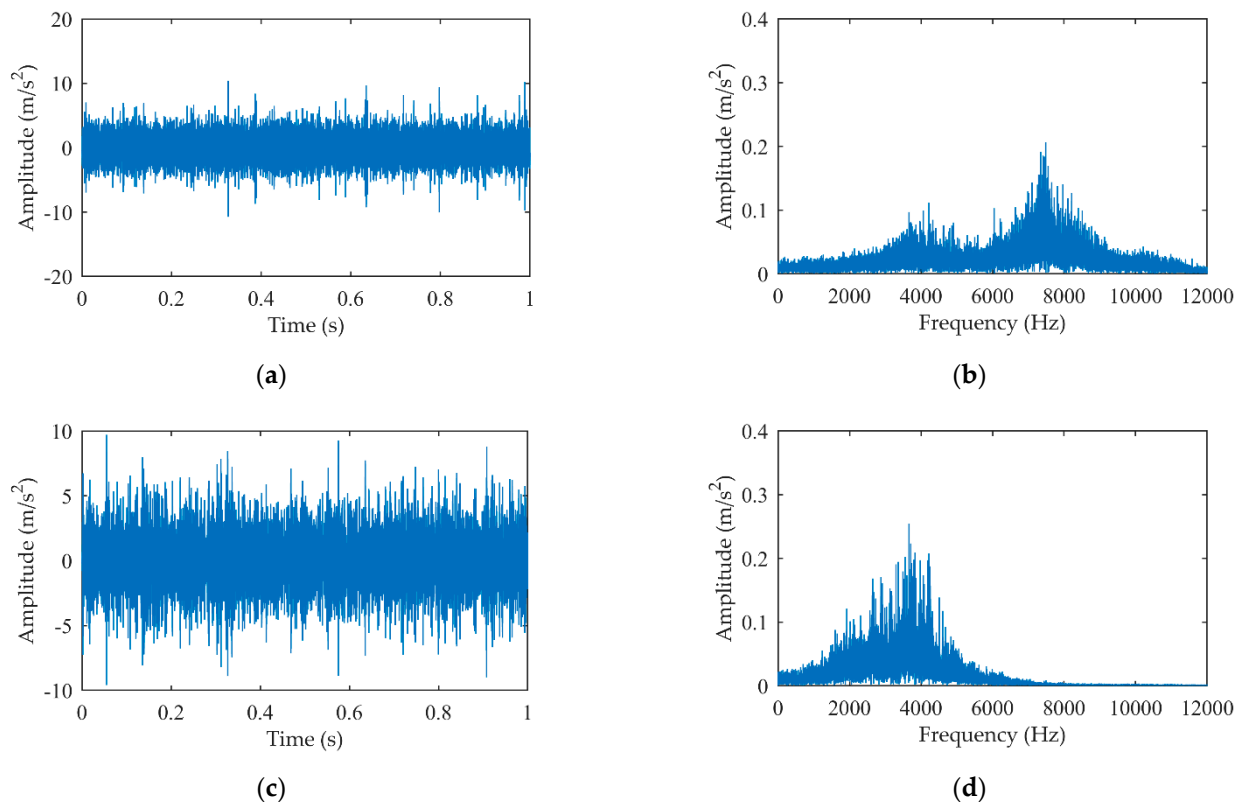 20
10
0
-10
-20
Amplitude (m/s²)
0 0.2 0.4 0.6 0.8 1
Time (s)
(a)
0.4
0.3
0.2
0.1
0
Amplitude (m/s²)
0 2000 4000 6000 8000 10000 12000
Frequency (Hz)
(b)
10
5
0
-5
-10
Amplitude (m/s²)
0 0.2 0.4 0.6 0.8 1
Time (s)
(c)
0.4
0.3
0.2
0.1
0
Amplitude (m/s²)
0 2000 4000 6000 8000 10000 12000
Frequency (Hz)
(d)